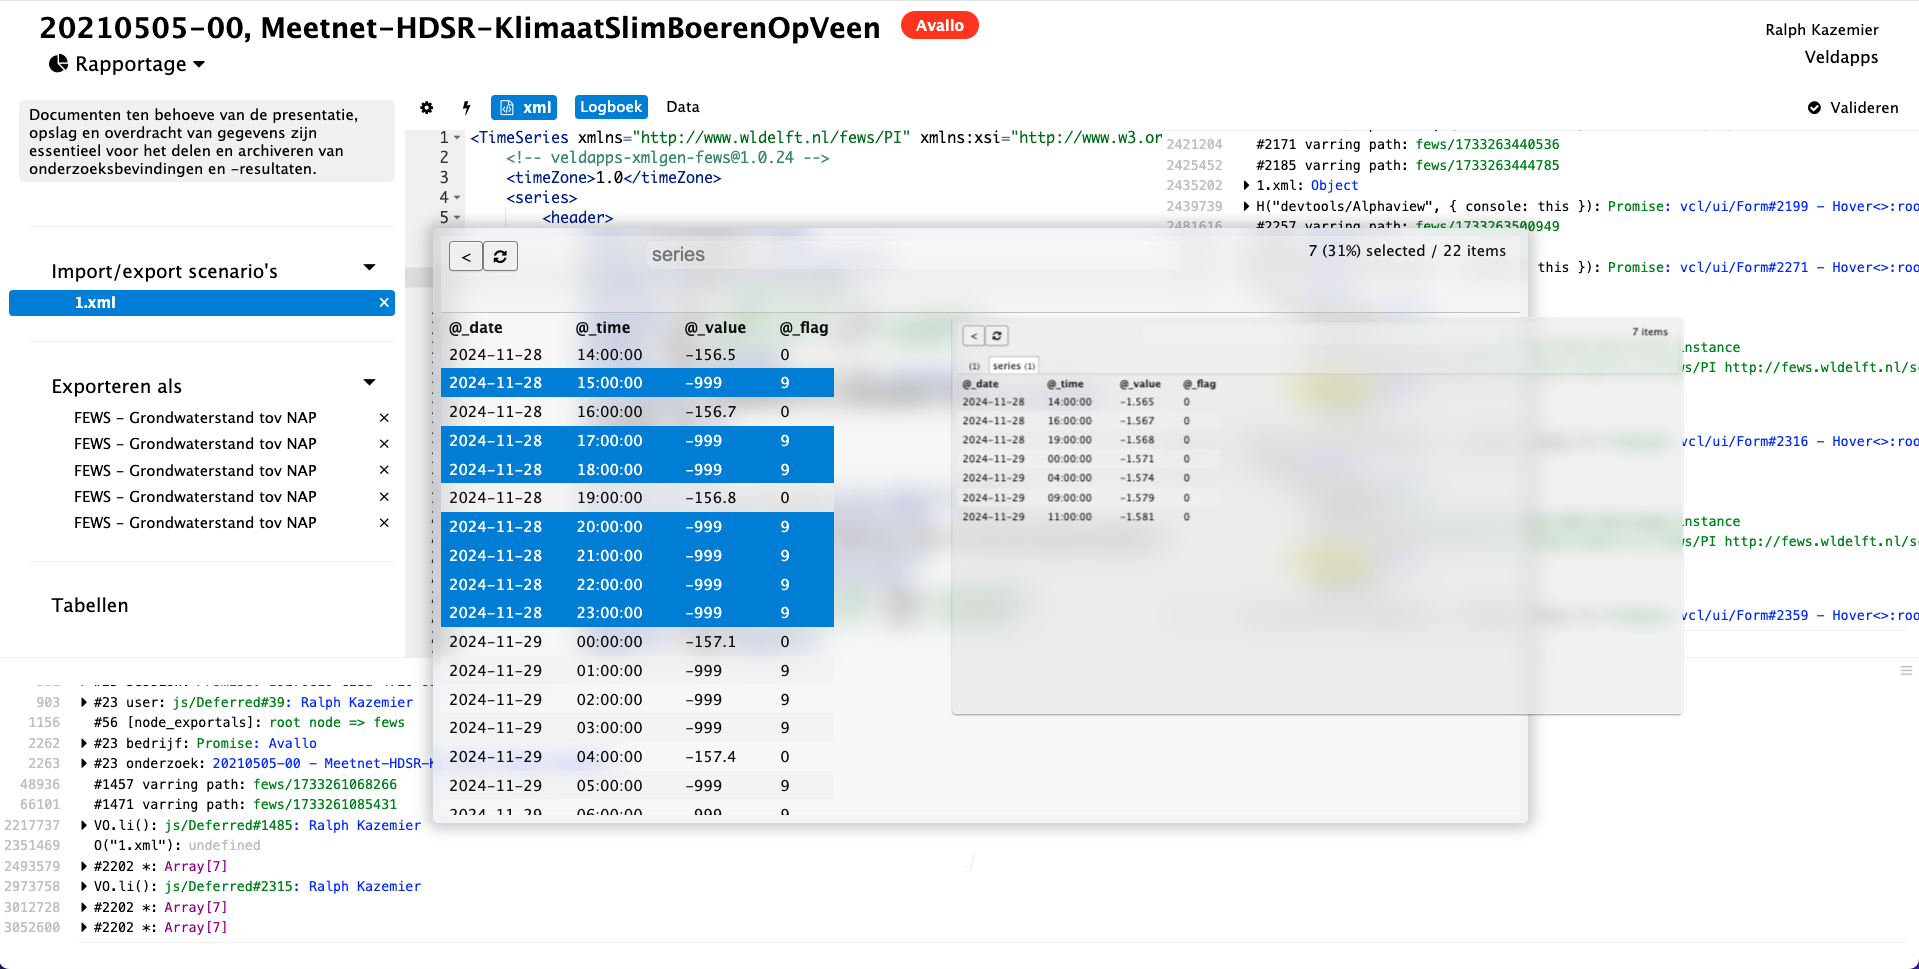 20210505-00, Meetnet-HDSR-KlimaatSlimBoerenOpVeen
Avallo
Ralph Kazemier
Veldapps
Rapportage
Documenten ten behoeve van de presentatie,
opslag en overdracht van gegevens zijn
essentieel voor het delen en archiveren van
onderzoeksbevindingen en -resultaten.
Import/export scenario's
1.xml ×
Exporteren als
FEWS - Grondwaterstand tov NAP ×
FEWS - Grondwaterstand tov NAP ×
FEWS - Grondwaterstand tov NAP ×
FEWS - Grondwaterstand tov NAP ×
FEWS - Grondwaterstand tov NAP ×
Tabellen
xml Logboek Data
Valideren
1 <TimeSeries xmlns="http://www.wldelft.nl/fews/PI" xmlns:xsi="http://www.w3.or
2 <!-- veldapps-xmlgen-fews@1.0.24 -->
3 <timeZone>1.0</timeZone>
4 <series>
5 <header>
2421204 #2171 varring path: fews/1733263440536
2425452 #2185 varring path: fews/1733263444785
2435202 1.xml: Object
2439739 H("devtools/Alphaview", { console: this }): Promise: vcl/ui/Form#2199 - Hover<>:roo
2481616 #2257 varring path: fews/1733263500949
this }): Promise: vcl/ui/Form#2271 - Hover<>:roo
instance
s/PI http://fews.wldelft.nl/s
vcl/ui/Form#2316 - Hover<>:roo
instance
s/PI http://fews.wldelft.nl/s
vcl/ui/Form#2359 - Hover<>:roo
< series 7 (31%) selected / 22 items
@_date @_time @_value @_flag
2024-11-28 14:00:00 -156.5 0
2024-11-28 15:00:00 -999 9
2024-11-28 16:00:00 -156.7 0
2024-11-28 17:00:00 -999 9
2024-11-28 18:00:00 -999 9
2024-11-28 19:00:00 -156.8 0
2024-11-28 20:00:00 -999 9
2024-11-28 21:00:00 -999 9
2024-11-28 22:00:00 -999 9
2024-11-28 23:00:00 -999 9
2024-11-29 00:00:00 -157.1 0
2024-11-29 01:00:00 -999 9
2024-11-29 02:00:00 -999 9
2024-11-29 03:00:00 -999 9
2024-11-29 04:00:00 -157.4 0
2024-11-29 05:00:00 -999 9
2024-11-29 06:00:00 -999 9
< 7 items
(1) series (1)
@_date @_time @_value @_flag
2024-11-28 14:00:00 -1.565 0
2024-11-28 16:00:00 -1.567 0
2024-11-28 19:00:00 -1.568 0
2024-11-29 00:00:00 -1.571 0
2024-11-29 04:00:00 -1.574 0
2024-11-29 09:00:00 -1.579 0
2024-11-29 11:00:00 -1.581 0
903 #23 user: js/Deferred#39: Ralph Kazemier
1156 #56 [node_exportals]: root node => fews
2262 #23 bedrijf: Promise: Avallo
2263 #23 onderzoek: 20210505-00 - Meetnet-HDSR-K
48936 #1457 varring path: fews/1733261068266
66101 #1471 varring path: fews/1733261085431
2217737 VO.li(): js/Deferred#1485: Ralph Kazemier
2351469 O("1.xml"): undefined
2493579 #2202 *: Array[7]
2973758 VO.li(): js/Deferred#2315: Ralph Kazemier
3012728 #2202 *: Array[7]
3052600 #2202 *: Array[7]